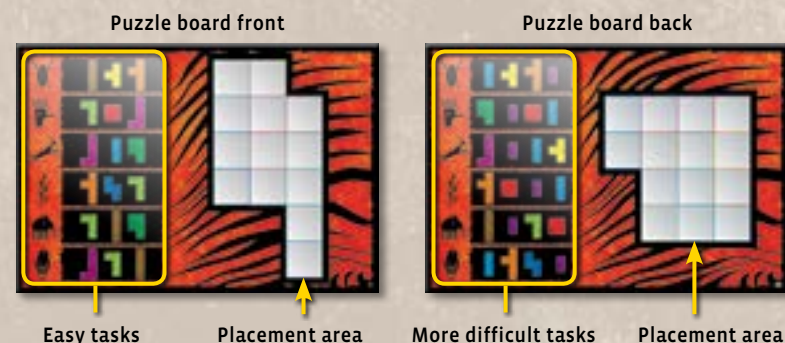 Puzzle board front
Puzzle board back
Easy tasks
Placement area
More difficult tasks
Placement area